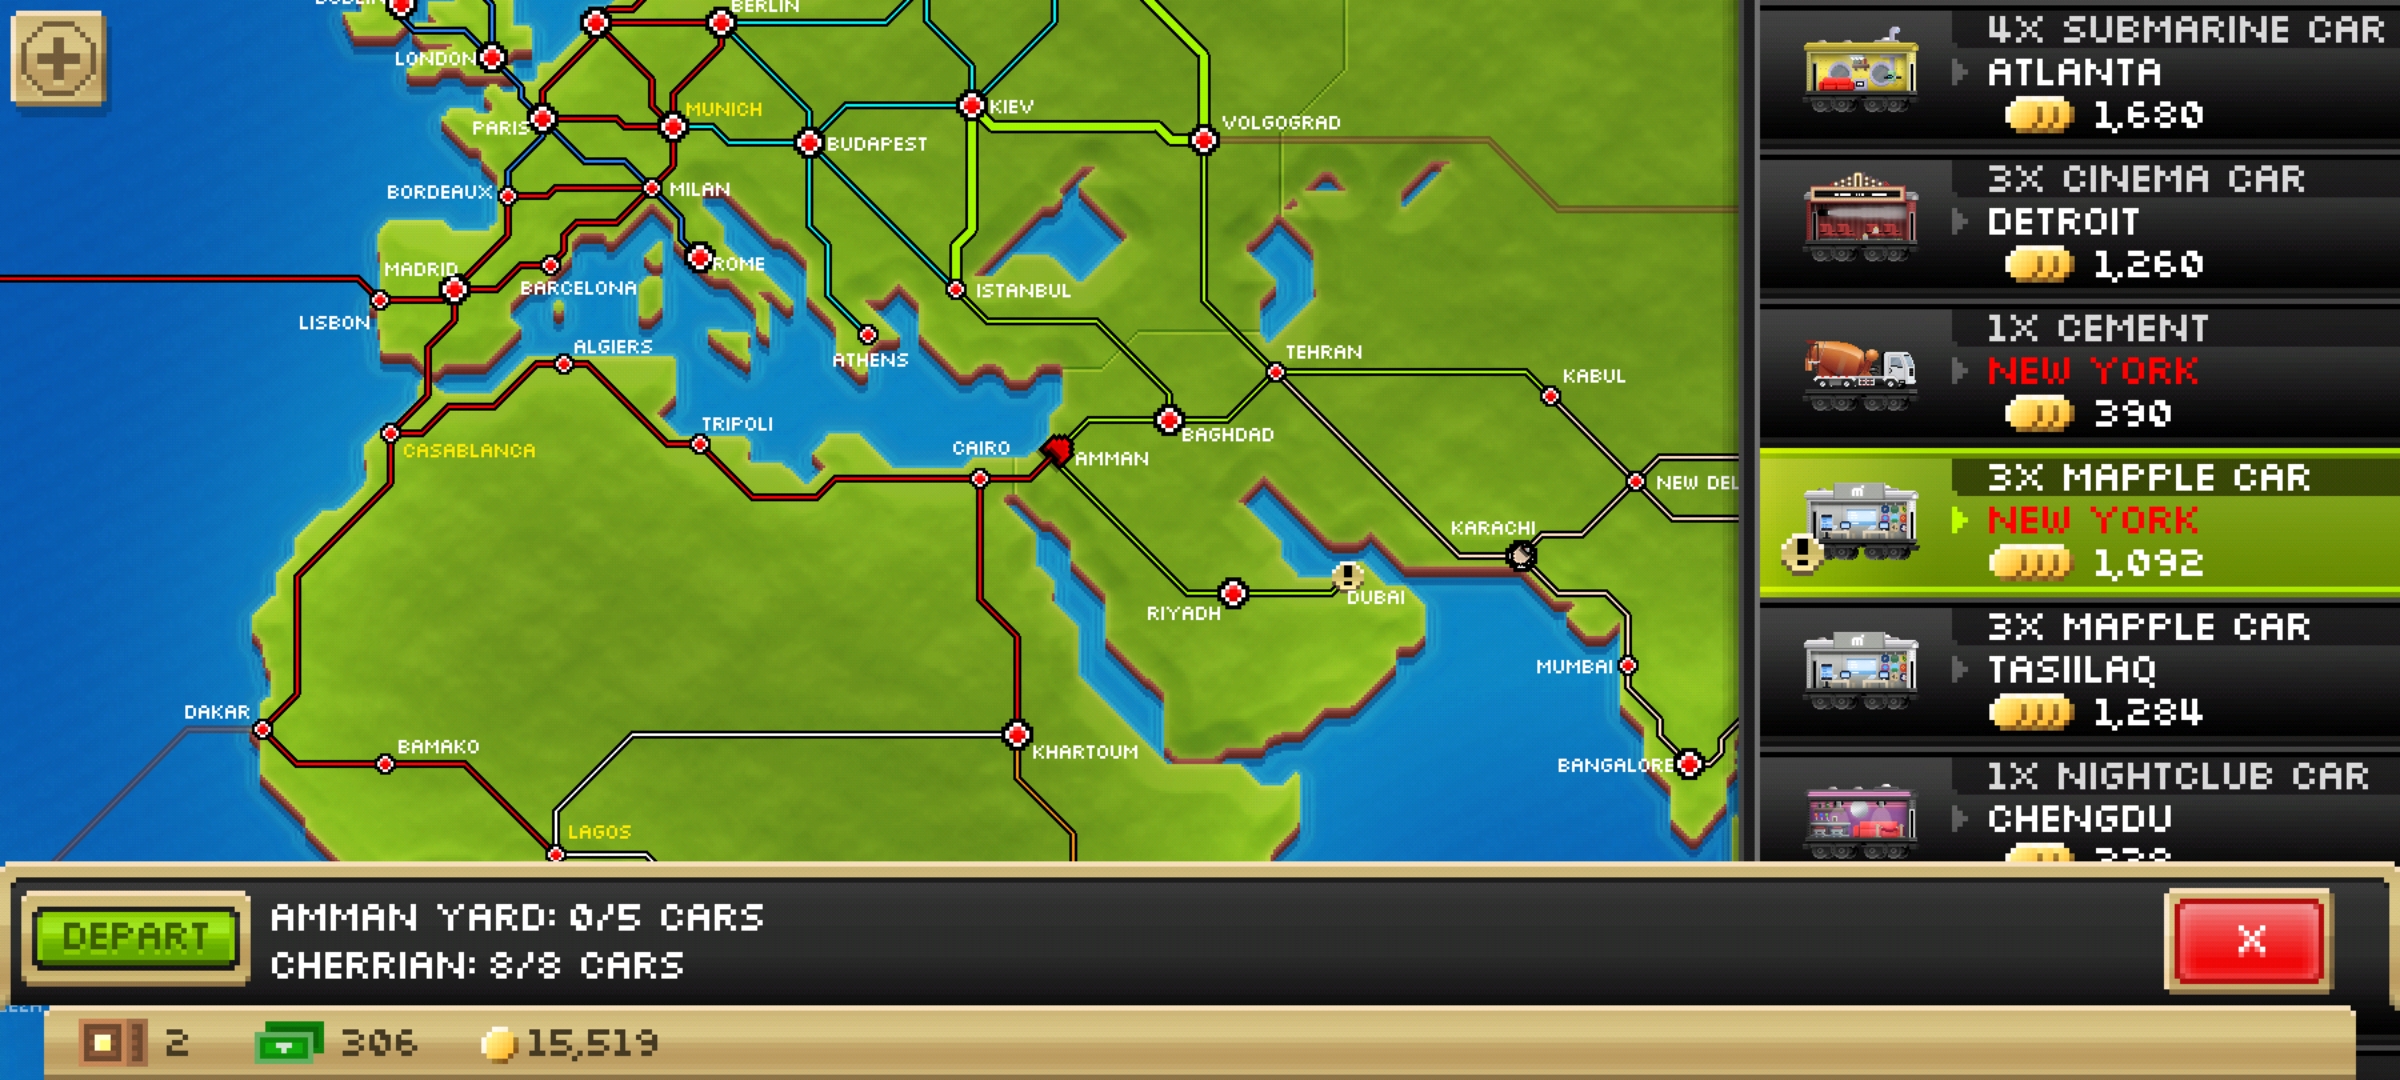 BERLIN
LONDON
PARIS
MUNICH
KIEV
VOLGOGRAD
BUDAPEST
BORDEAUX
MILAN
MADRID
ROME
BARCELONA
ISTANBUL
LISBON
ALGIERS
ATHENS
TEHRAN
KABUL
TRIPOLI
CAIRO
BAGHDAD
CASABLANCA
AMMAN
NEW DEL
KARACHI
DUBAI
RIYADH
MUMBAI
DAKAR
BAMAKO
KHARTOUM
BANGALORE
LAGOS
4X SUBMARINE CAR
ATLANTA
1,680
3X CINEMA CAR
DETROIT
1,260
1X CEMENT
NEW YORK
390
3X MAPPLE CAR
NEW YORK
1,092
3X MAPPLE CAR
TASIILAQ
1,284
1X NIGHTCLUB CAR
CHENGDU
DEPART
AMMAN YARD: 0/5 CARS
CHERRIAN: 8/8 CARS
X
2
306
15,519